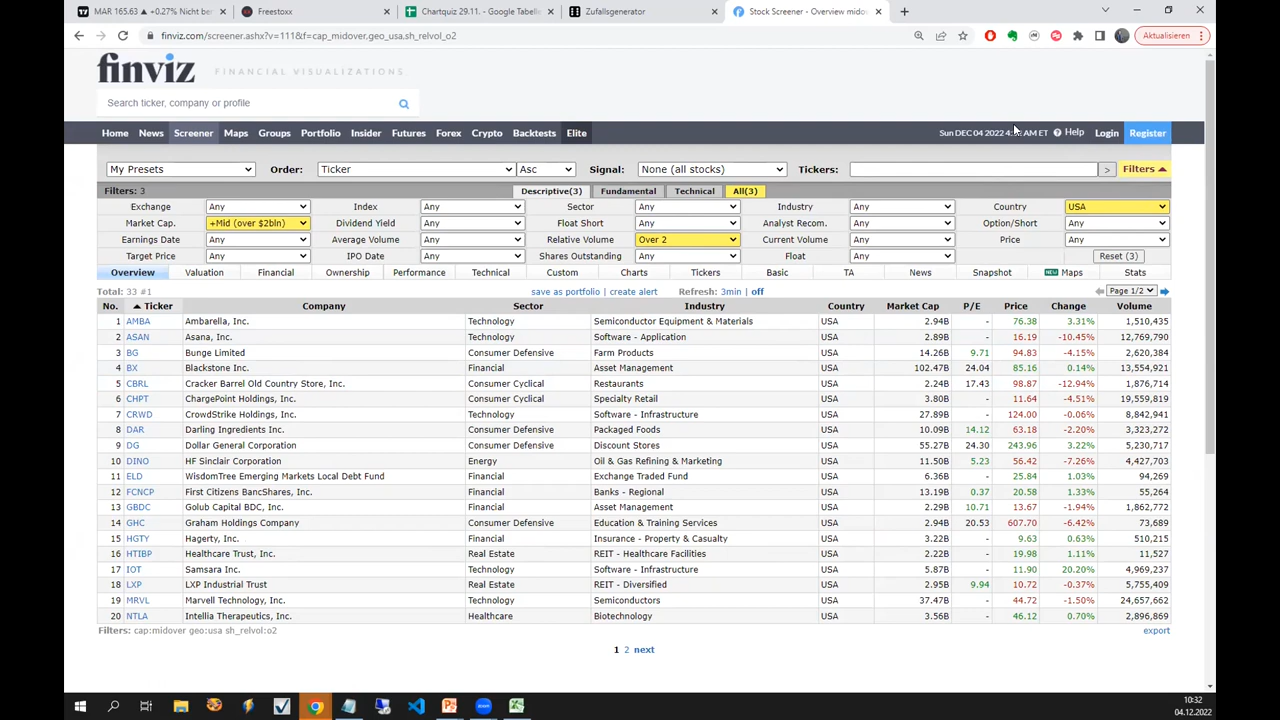 MAR 165.63 ▲ +0.27% Nicht be
Freestoxx
Chartquiz 29.11. - Google Tabelle
Zufallsgenerator
Stock Screener - Overview mido
finviz.com/screener.ashx?v=111&f=cap_midover,geo_usa,sh_relvol_o2
Aktualisieren
finviz FINANCIAL VISUALIZATIONS
Search ticker, company or profile
Home News Screener Maps Groups Portfolio Insider Futures Forex Crypto Backtests Elite
Sun DEC 04 2022 AM ET Help Login Register
My Presets Order: Ticker Asc Signal: None (all stocks) Tickers: > Filters
Filters: 3 Descriptive(3) Fundamental Technical All(3)
Exchange Any Index Any Sector Any Industry Any Country USA
Market Cap. +Mid (over $2bln) Dividend Yield Any Float Short Any Analyst Recom. Any Option/Short Any
Earnings Date Any Average Volume Any Relative Volume Over 2 Current Volume Any Price Any
Target Price Any IPO Date Any Shares Outstanding Any Float Any Reset (3)
Overview Valuation Financial Ownership Performance Technical Custom Charts Tickers Basic TA News Snapshot NEW Maps Stats
Total: 33 #1 save as portfolio | create alert Refresh: 3min | off Page 1/2
No. ▲ Ticker Company Sector Industry Country Market Cap P/E Price Change Volume
1 AMBA Ambarella, Inc. Technology Semiconductor Equipment & Materials USA 2.94B - 76.38 3.31% 1,510,435
2 ASAN Asana, Inc. Technology Software - Application USA 2.89B - 16.19 -10.45% 12,769,790
3 BG Bunge Limited Consumer Defensive Farm Products USA 14.26B 9.71 94.83 -4.15% 2,620,384
4 BX Blackstone Inc. Financial Asset Management USA 102.47B 24.04 85.16 0.14% 13,554,921
5 CBRL Cracker Barrel Old Country Store, Inc. Consumer Cyclical Restaurants USA 2.24B 17.43 98.87 -12.94% 1,876,714
6 CHPT ChargePoint Holdings, Inc. Consumer Cyclical Specialty Retail USA 3.80B - 11.64 -4.51% 19,559,819
7 CRWD CrowdStrike Holdings, Inc. Technology Software - Infrastructure USA 27.89B - 124.00 -0.06% 8,842,941
8 DAR Darling Ingredients Inc. Consumer Defensive Packaged Foods USA 10.09B 14.12 63.18 -2.20% 3,323,272
9 DG Dollar General Corporation Consumer Defensive Discount Stores USA 55.27B 24.30 243.96 3.22% 5,230,717
10 DINO HF Sinclair Corporation Energy Oil & Gas Refining & Marketing USA 11.50B 5.23 56.42 -7.26% 4,427,703
11 ELD WisdomTree Emerging Markets Local Debt Fund Financial Exchange Traded Fund USA 6.36B - 25.84 1.03% 94,269
12 FCNCP First Citizens BancShares, Inc. Financial Banks - Regional USA 13.19B 0.37 20.58 1.33% 55,264
13 GBDC Golub Capital BDC, Inc. Financial Asset Management USA 2.29B 10.71 13.67 -1.94% 1,862,772
14 GHC Graham Holdings Company Consumer Defensive Education & Training Services USA 2.94B 20.53 607.70 -6.42% 73,689
15 HGTY Hagerty, Inc. Financial Insurance - Property & Casualty USA 3.22B - 9.63 0.63% 510,215
16 HTIBP Healthcare Trust, Inc. Real Estate REIT - Healthcare Facilities USA 2.22B - 19.98 1.11% 11,527
17 IOT Samsara Inc. Technology Software - Infrastructure USA 5.87B - 11.90 20.20% 4,969,237
18 LXP LXP Industrial Trust Real Estate REIT - Diversified USA 2.95B 9.94 10.72 -0.37% 5,755,409
19 MRVL Marvell Technology, Inc. Technology Semiconductors USA 37.47B - 44.72 -1.50% 24,657,662
20 NTLA Intellia Therapeutics, Inc. Healthcare Biotechnology USA 3.56B - 46.12 0.70% 2,896,869
Filters: cap:midover geo:usa sh_relvol:o2 export
1 2 next
10:32
04.12.2022